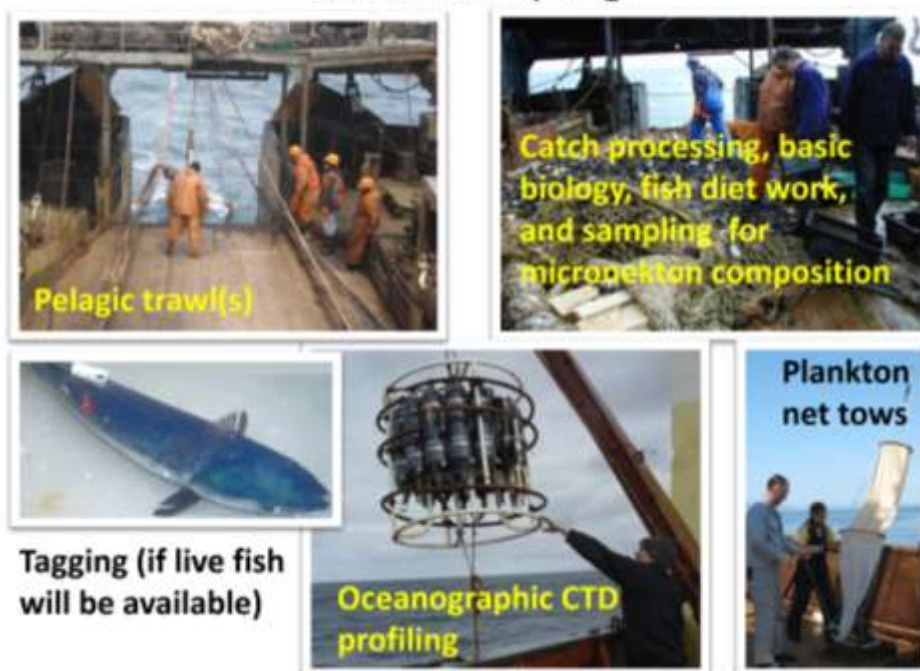 Pelagic trawl(s)
Catch processing, basic
biology, fish diet work,
and sampling for
micronekton composition
Tagging (if live fish
will be available)
Oceanographic CTD
profiling
Plankton
net tows